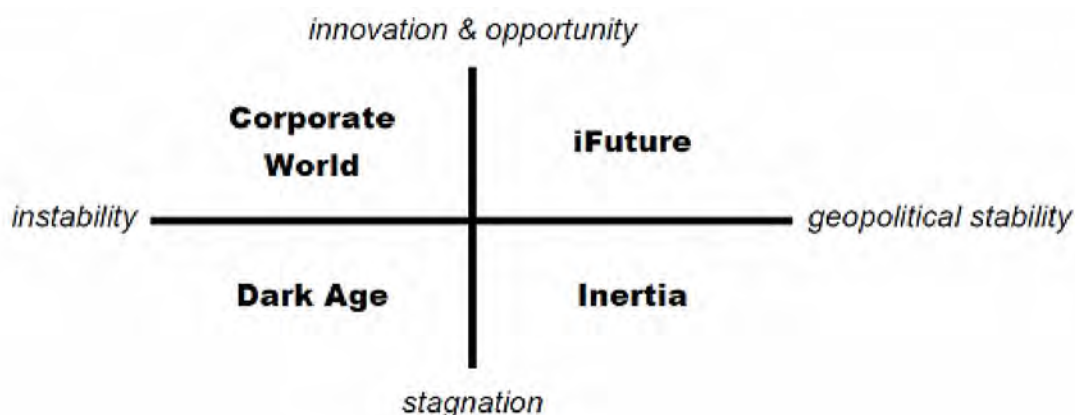 innovation & opportunity
Corporate
World
iFuture
instability
geopolitical stability
Dark Age
Inertia
stagnation